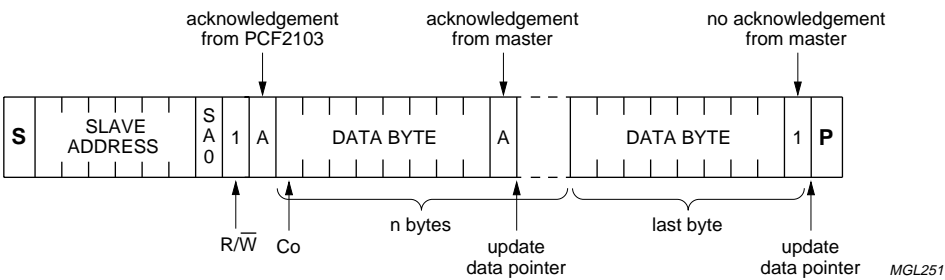 acknowledgement
from PCF2103
acknowledgement
from master
no acknowledgement
from master
S
SLAVE
ADDRESS
S
A
0
1
A
DATA BYTE
A
DATA BYTE
1
P
R/W̅
Co
n bytes
update
data pointer
last byte
update
data pointer
MGL251